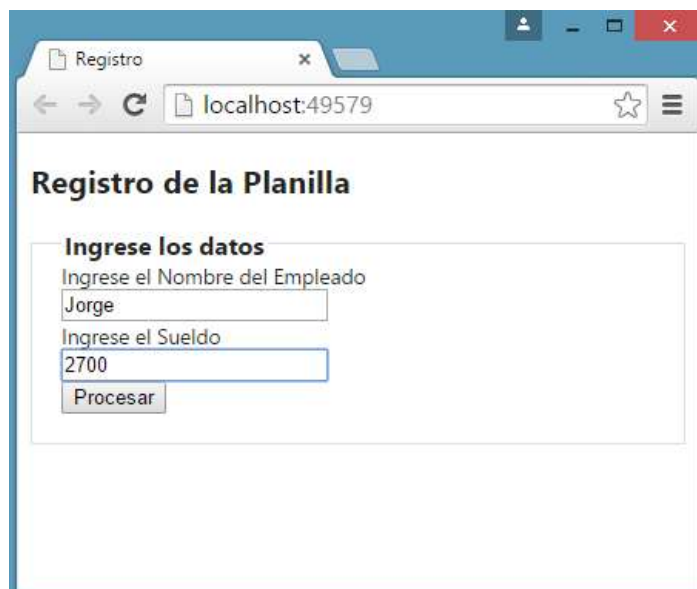 Registro
localhost:49579
Registro de la Planilla
Ingrese los datos
Ingrese el Nombre del Empleado
Jorge
Ingrese el Sueldo
2700
Procesar